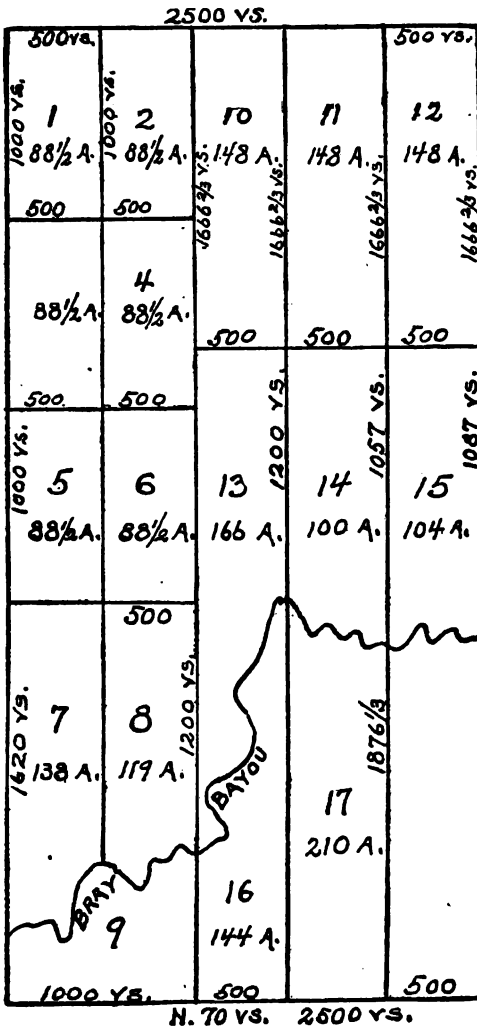 2500 VS.
500 vs. 500 vs.
1000 vs. 1 1000 vs. 2 10 11 12
88½ A. 88½ A. 148 A. 148 A. 148 A.
1666⅔ vs. 1666⅔ vs. 1666⅔ vs. 1666⅔ vs.
500 500
4
88½ A. 88½ A.
500 500 500
500 500
1000 vs. 1200 vs. 1057 vs. 1087 vs.
5 6 13 14 15
88½ A. 88½ A. 166 A. 100 A. 104 A.
500
1620 vs. 7 8 1200 vs. 1876⅓
138 A. 119 A. BAYOU
17
210 A.
BRAY 16
9 144 A.
1000 VS. 500 500
N. 70 VS. 2500 VS.